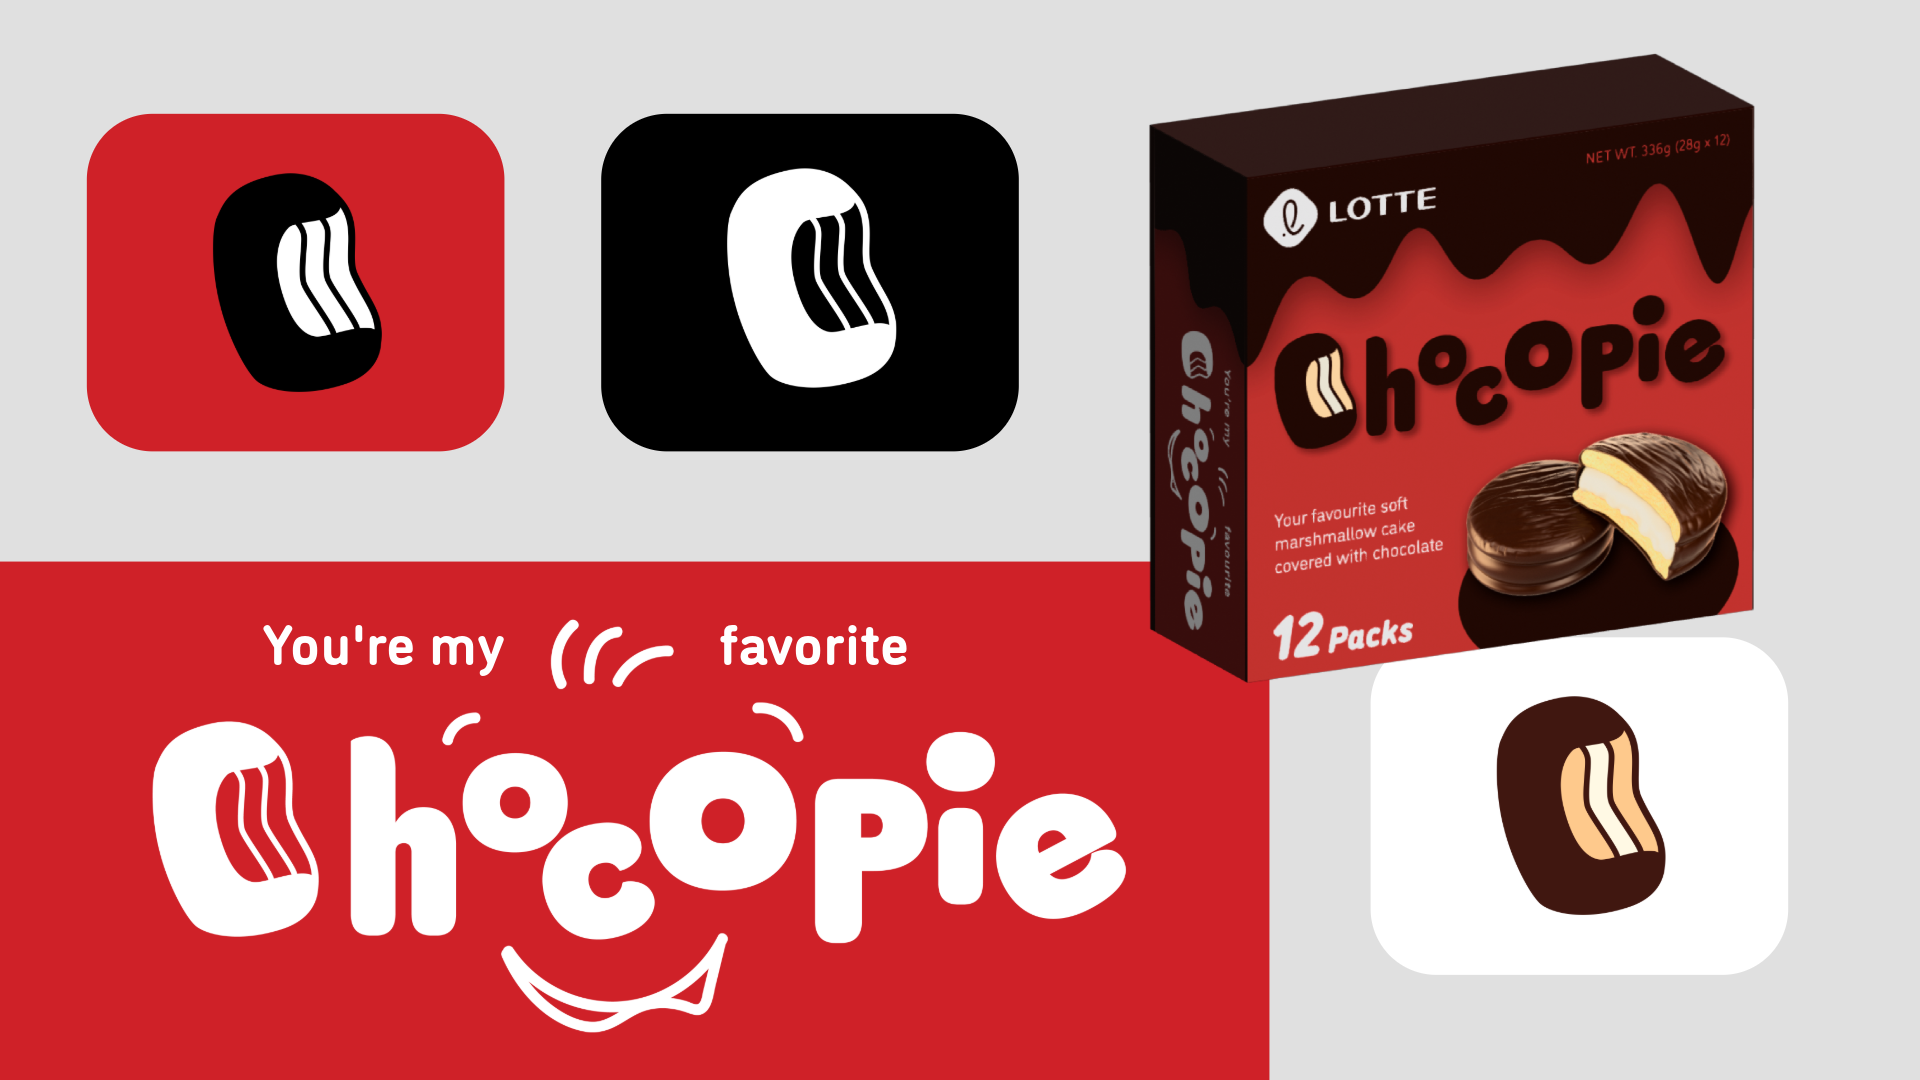 LOTTE
NET WT. 336g (28g x 12)
Chocopie
Your favourite soft
marshmallow cake
covered with chocolate
12 Packs
You're my favourite
Chocopie
You're my favorite
Chocopie